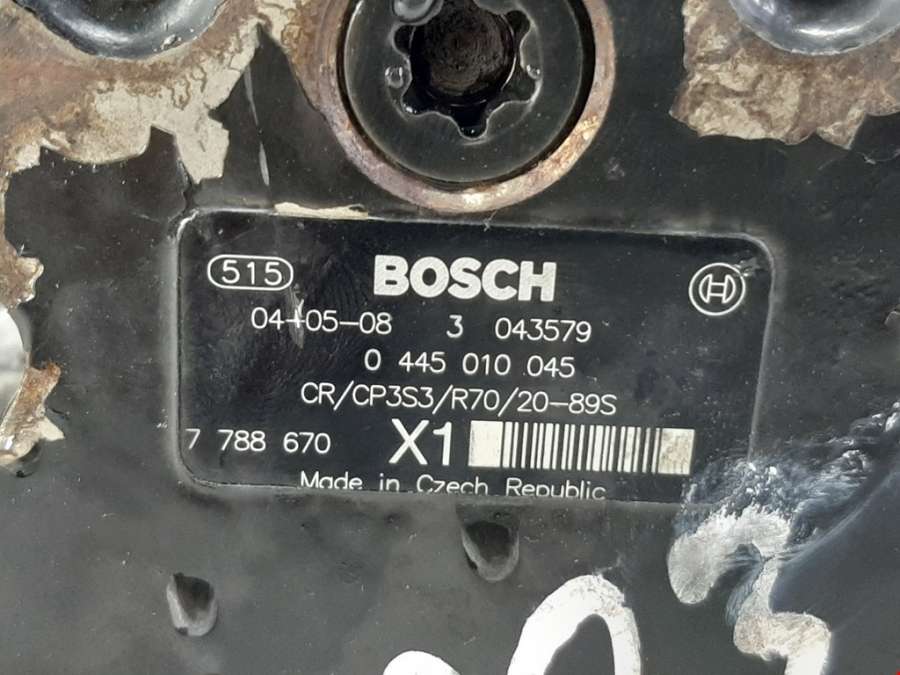 515 BOSCH
04-05-08 3 043579
0 445 010 045
CR/CP3S3/R70/20-89S
7 788 670 X1
Made in Czech Republic